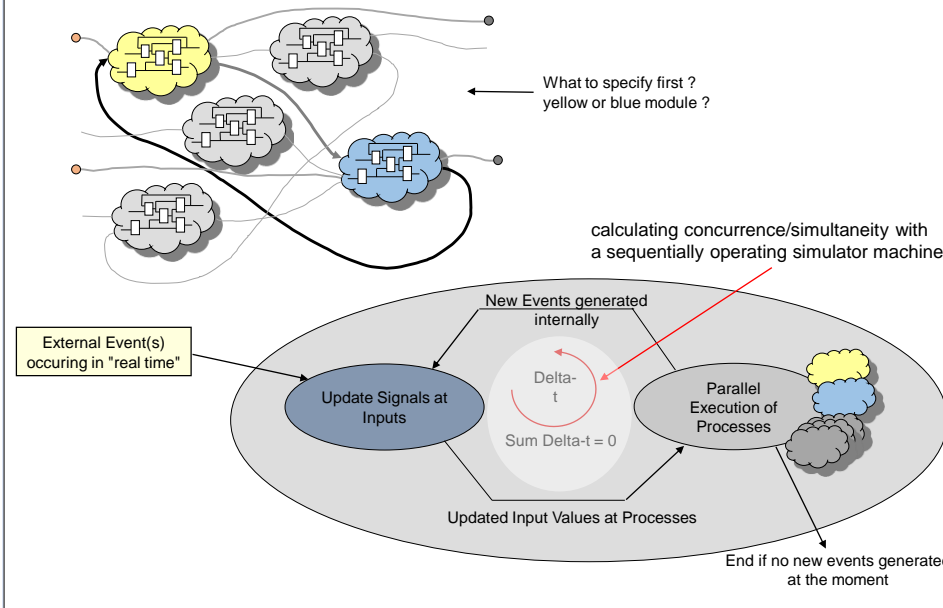 What to specify first ?
yellow or blue module ?
calculating concurrence/simultaneity with
a sequentially operating simulator machine
New Events generated
internally
External Event(s)
occuring in "real time"
Update Signals at
Inputs
Delta-
t
Sum Delta-t = 0
Parallel
Execution of
Processes
Updated Input Values at Processes
End if no new events generated
at the moment